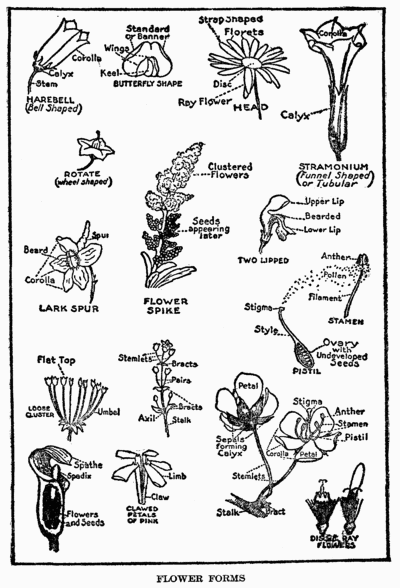 Corolla
Calyx
Stem
HAREBELL
(Bell Shaped)
Standard
or Banner
Wings
Keel
BUTTERFLY SHAPE
Strap Shaped
Florets
Disc
Ray Flower
HEAD
Corolla
Calyx
STRAMONIUM
(Funnel Shaped)
or Tubular
ROTATE
(wheel shaped)
Clustered
Flowers
Seeds
appearing
later
FLOWER
SPIKE
Upper Lip
Bearded
Lower Lip
TWO LIPPED
Spur
Beard
Corolla
LARK SPUR
Anther
Pollen
Filament
STAMEN
Stigma
Style
Ovary
with
Undeveloped
Seeds
PISTIL
Flat Top
LOOSE
CLUSTER
Umbel
Stemlets
Bracts
Pairs
Bracts
Axil
Stalk
Petal
Sepals
forming
Calyx
Stigma
Anther
Stamen
Pistil
Corolla
Petal
Stemlets
Stalk
Bract
Spathe
Spadix
Flowers
and Seeds
Limb
Claw
CLAWED
PETALS
OF PINK
FLOWERS
FLOWER FORMS